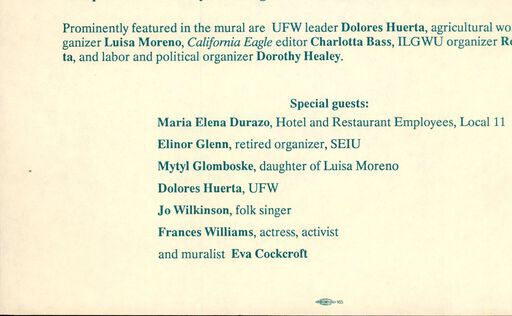 Prominently featured in the mural are UFW leader Dolores Huerta, agricultural wo
ganizer Luisa Moreno, California Eagle editor Charlotta Bass, ILGWU organizer R
ta, and labor and political organizer Dorothy Healey.
Special guests:
Maria Elena Durazo, Hotel and Restaurant Employees, Local 11
Elinor Glenn, retired organizer, SEIU
Mytyl Glomboske, daughter of Luisa Moreno
Dolores Huerta, UFW
Jo Wilkinson, folk singer
Frances Williams, actress, activist
and muralist Eva Cockcroft